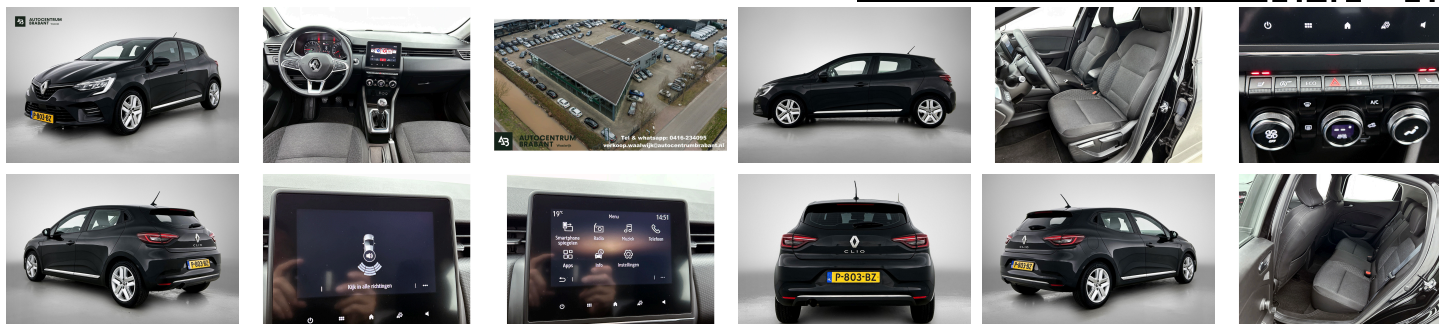 AUTOCENTRUM
BRABANT
P-803-BZ
AUTOCENTRUM
BRABANT
Tel & whatsapp: 0416-234095
verkoop.waalwijk@autocentrumbrabant.nl
A/C
P-803-BZ
Kijk in alle richtingen
19°
Menu
14:51
Smartphone
spiegelen
Radio
Muziek
Telefoon
Apps
Info
Instellingen
CLIO
P-803-BZ
CLIO
P-803-BZ